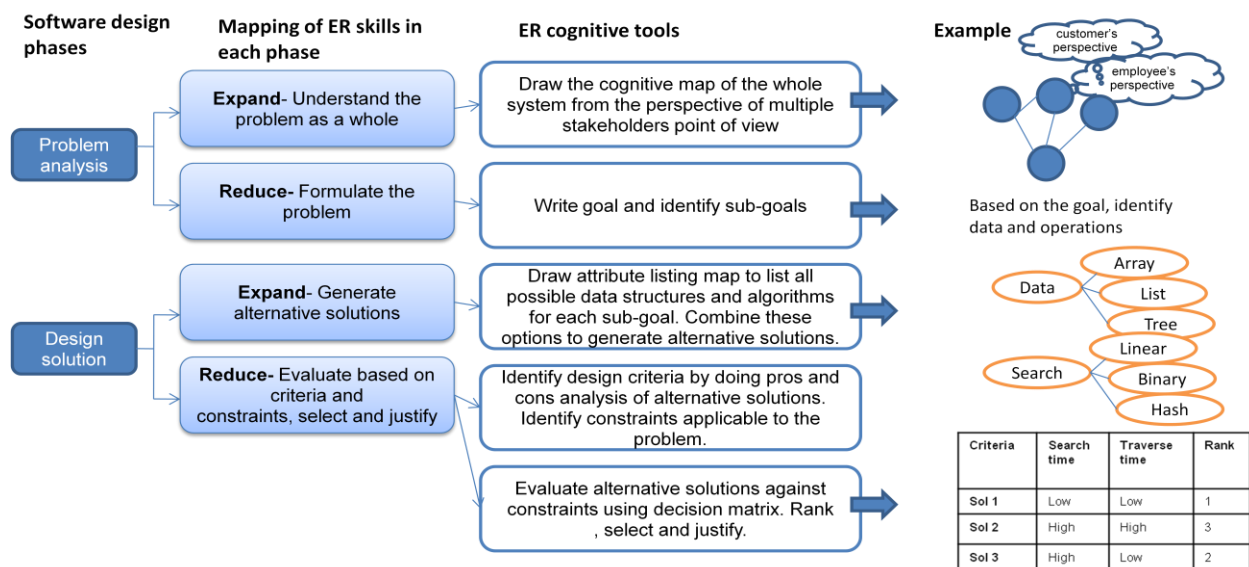 Software design
phases
Mapping of ER skills in
each phase
ER cognitive tools
Example
Problem
analysis
Expand- Understand the
problem as a whole
Draw the cognitive map of the whole
system from the perspective of multiple
stakeholders point of view
customer's
perspective
employee's
perspective
Reduce- Formulate the
problem
Write goal and identify sub-goals
Based on the goal, identify
data and operations
Design
solution
Expand- Generate
alternative solutions
Draw attribute listing map to list all
possible data structures and algorithms
for each sub-goal. Combine these
options to generate alternative solutions.
Data
Array
List
Tree
Search
Linear
Binary
Hash
Reduce- Evaluate based on
criteria and
constraints, select and justify
Identify design criteria by doing pros and
cons analysis of alternative solutions.
Identify constraints applicable to the
problem.
Evaluate alternative solutions against
constraints using decision matrix. Rank
, select and justify.
Criteria Search time Traverse time Rank
Sol 1 Low Low 1
Sol 2 High High 3
Sol 3 High Low 2